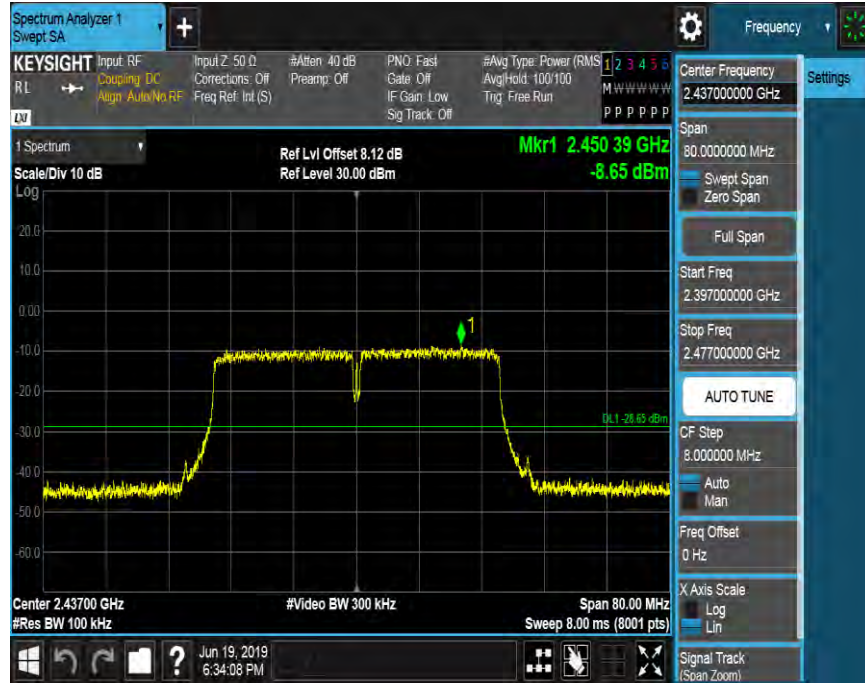 Spectrum Analyzer 1
Swept SA
+
Frequency
KEYSIGHT
RL
LXI
Input: RF
Coupling: DC
Align: Auto/No RF
Input Z: 50 Ω
Corrections: Off
Freq Ref: Int (S)
#Atten: 40 dB
Preamp: Off
PNO: Fast
Gate: Off
IF Gain: Low
Sig Track: Off
#Avg Type: Power (RMS
Avg|Hold: 100/100
Trig: Free Run
1 2 3 4 5 6
M W W W W W
P P P P P P
1 Spectrum
Scale/Div 10 dB
Log
Ref Lvl Offset 8.12 dB
Ref Level 30.00 dBm
Mkr1 2.450 39 GHz
-8.65 dBm
20.0
10.0
0.00
-10.0
-20.0
-30.0
-40.0
-50.0
-60.0
1
DL1 -28.65 dBm
Center 2.43700 GHz
#Res BW 100 kHz
#Video BW 300 kHz
Span 80.00 MHz
Sweep 8.00 ms (8001 pts)
?
Jun 19, 2019
6:34:08 PM
Center Frequency
2.437000000 GHz
Span
80.0000000 MHz
Swept Span
Zero Span
Full Span
Start Freq
2.397000000 GHz
Stop Freq
2.477000000 GHz
AUTO TUNE
CF Step
8.000000 MHz
Auto
Man
Freq Offset
0 Hz
X Axis Scale
Log
Lin
Signal Track
(Span Zoom)
Settings